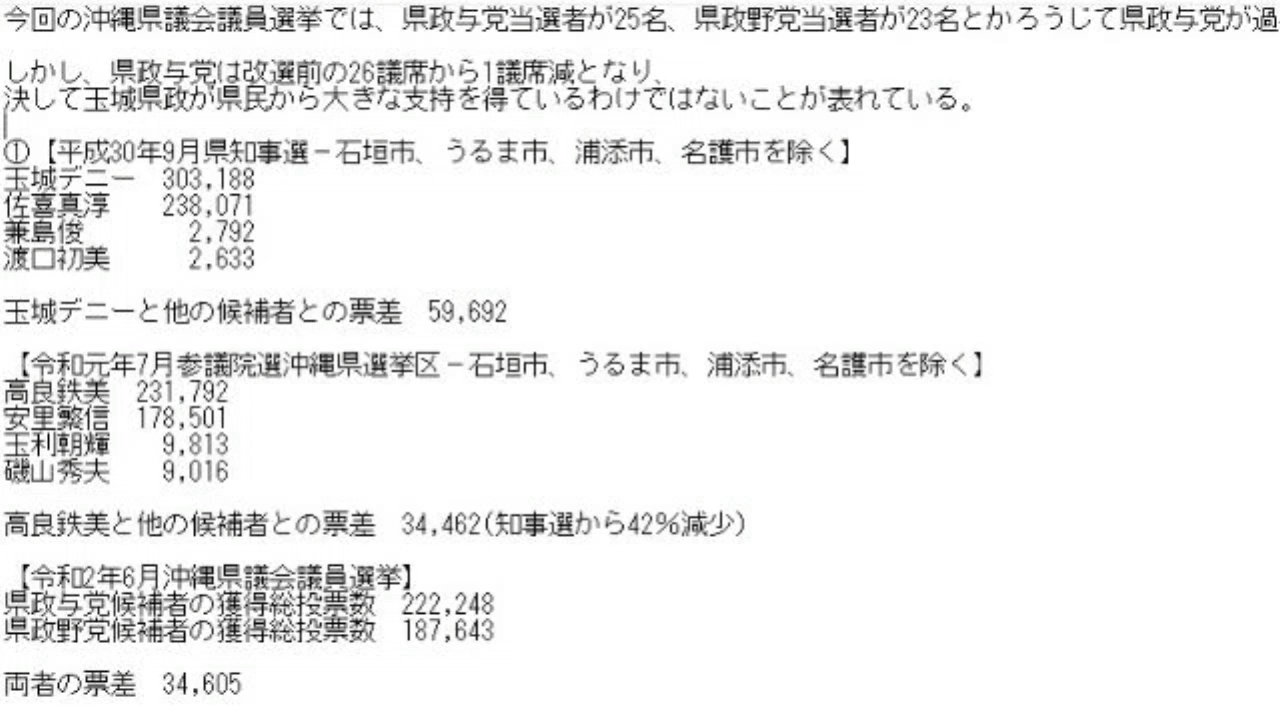 今回の沖縄県議会議員選挙では、県政与党当選者が25名、県政野党当選者が23名とかろうじて県政与党が過
しかし、県政与党は改選前の26議席から1議席減となり、
決して玉城県政が県民から大きな支持を得ているわけではないことが表れている。
①【平成30年9月県知事選－石垣市、うるま市、浦添市、名護市を除く】
玉城デニー　303,188
佐喜真淳　　238,071
兼島俊　　　　2,792
渡口初美　　　2,633
玉城デニーと他の候補者との票差　59,692
【令和元年7月参議院選沖縄県選挙区－石垣市、うるま市、浦添市、名護市を除く】
高良鉄美　231,792
安里繁信　178,501
玉利朝輝　　9,813
磯山秀夫　　9,016
高良鉄美と他の候補者との票差　34,462(知事選から42%減少)
【令和2年6月沖縄県議会議員選挙】
県政与党候補者の獲得総投票数　222,248
県政野党候補者の獲得総投票数　187,643
両者の票差　34,605